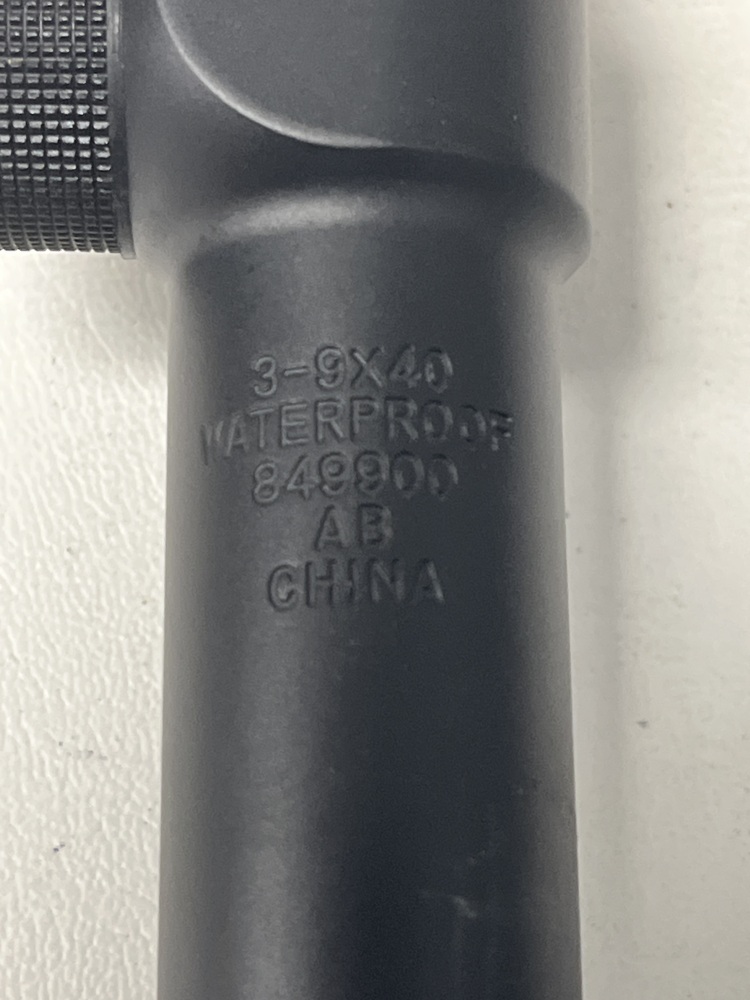 3-9X40
WATERPROOF
849900
AB
CHINA